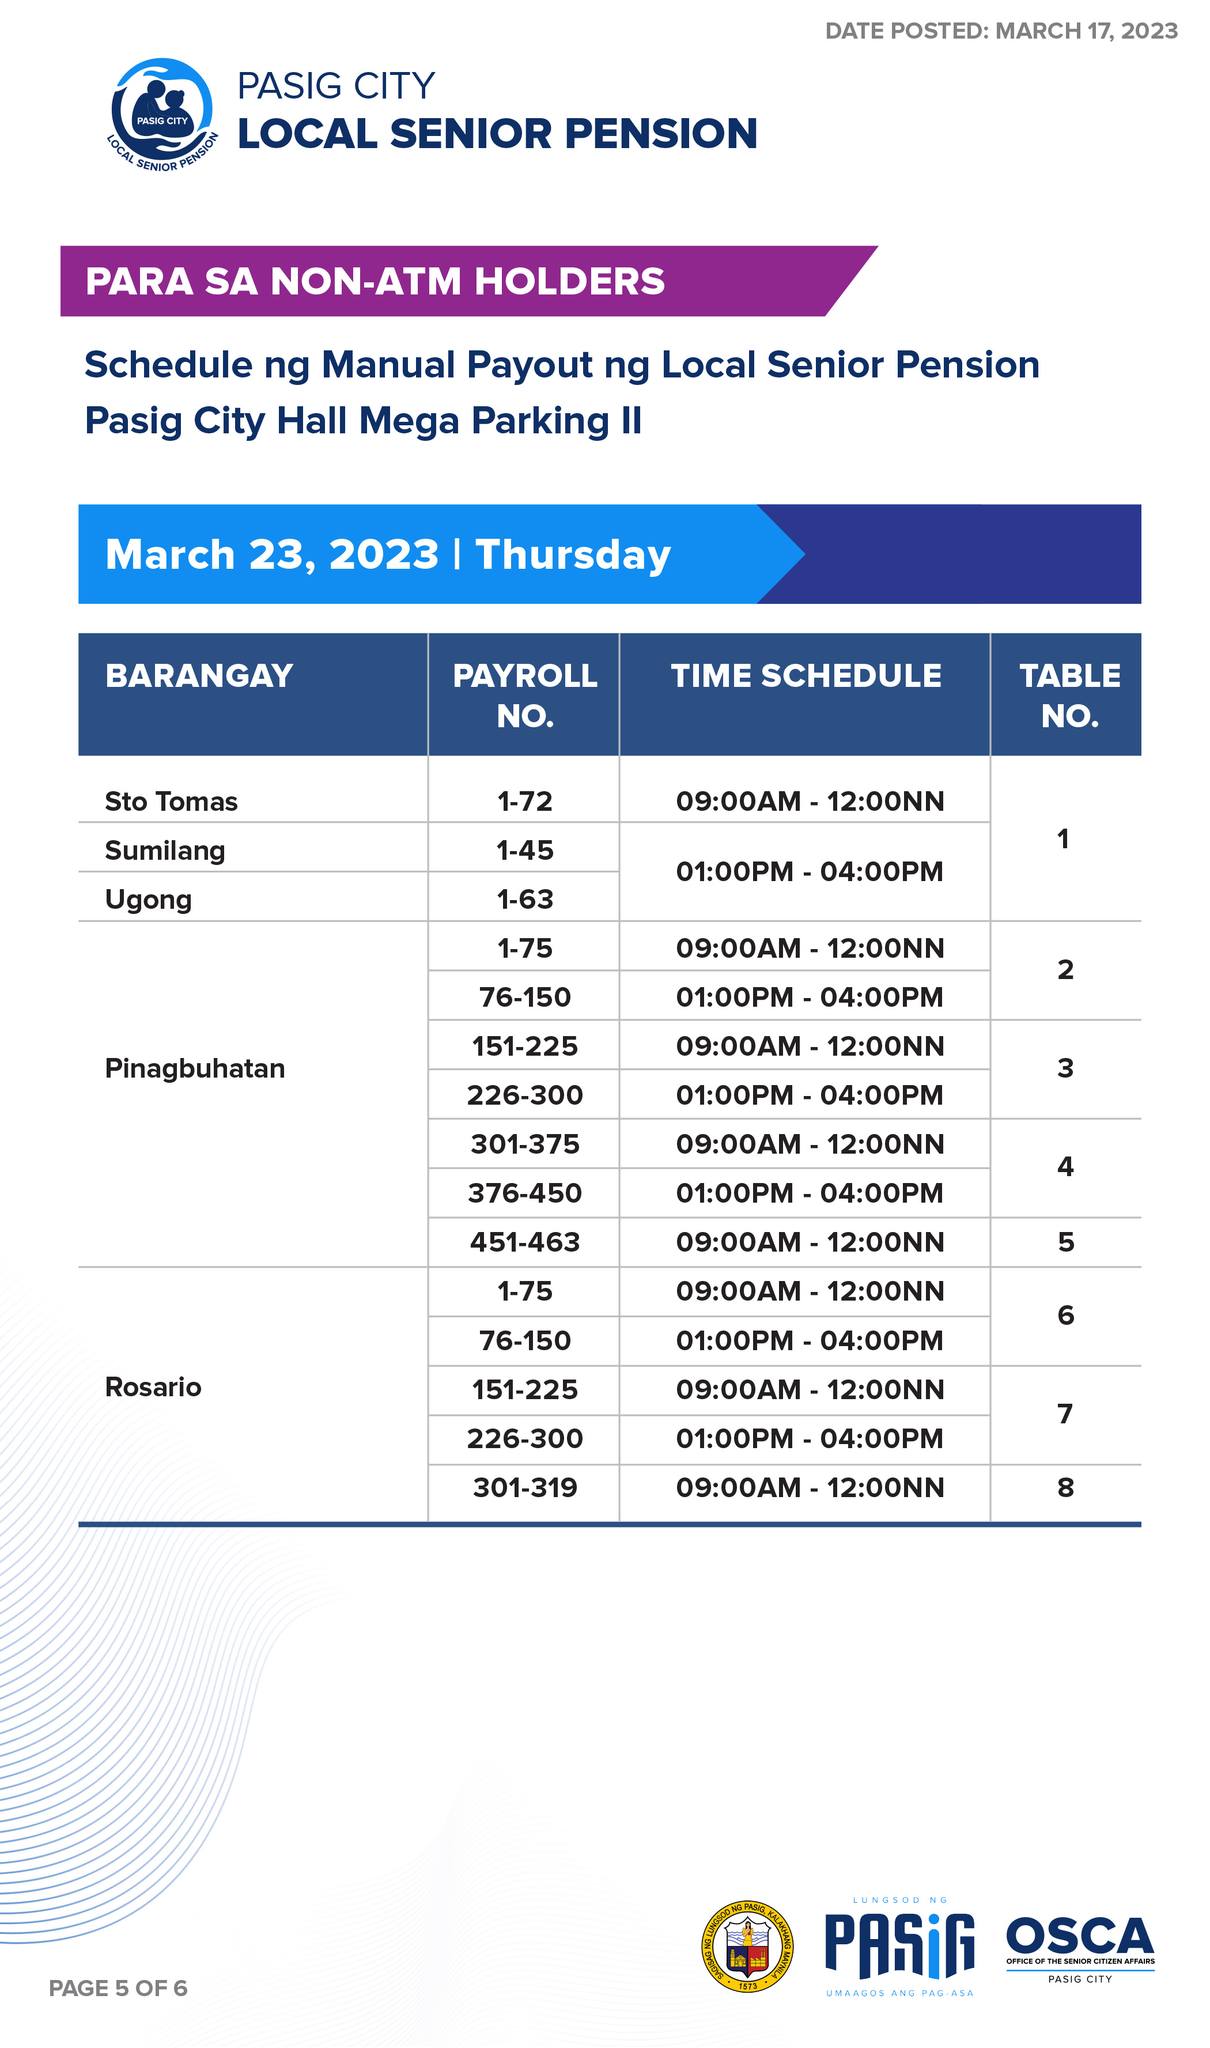 DATE POSTED: MARCH 17, 2023
PASIG CITY
LOCAL SENIOR PENSION
PASIG CITY
LOCAL SENIOR PENSION
PARA SA NON-ATM HOLDERS
Schedule ng Manual Payout ng Local Senior Pension
Pasig City Hall Mega Parking II
March 23, 2023 | Thursday
BARANGAY PAYROLL NO. TIME SCHEDULE TABLE NO.
Sto Tomas 1-72 09:00AM - 12:00NN 1
Sumilang 1-45 01:00PM - 04:00PM
Ugong 1-63
Pinagbuhatan 1-75 09:00AM - 12:00NN 2
76-150 01:00PM - 04:00PM
151-225 09:00AM - 12:00NN 3
226-300 01:00PM - 04:00PM
301-375 09:00AM - 12:00NN 4
376-450 01:00PM - 04:00PM
451-463 09:00AM - 12:00NN 5
Rosario 1-75 09:00AM - 12:00NN 6
76-150 01:00PM - 04:00PM
151-225 09:00AM - 12:00NN 7
226-300 01:00PM - 04:00PM
301-319 09:00AM - 12:00NN 8
PAGE 5 OF 6
SAGISAG NG LUNGSOD NG PASIG, KALAKHANG MAYNILA
1573
LUNGSOD NG
PASiG
UMAAGOS ANG PAG-ASA
OSCA
OFFICE OF THE SENIOR CITIZEN AFFAIRS
PASIG CITY